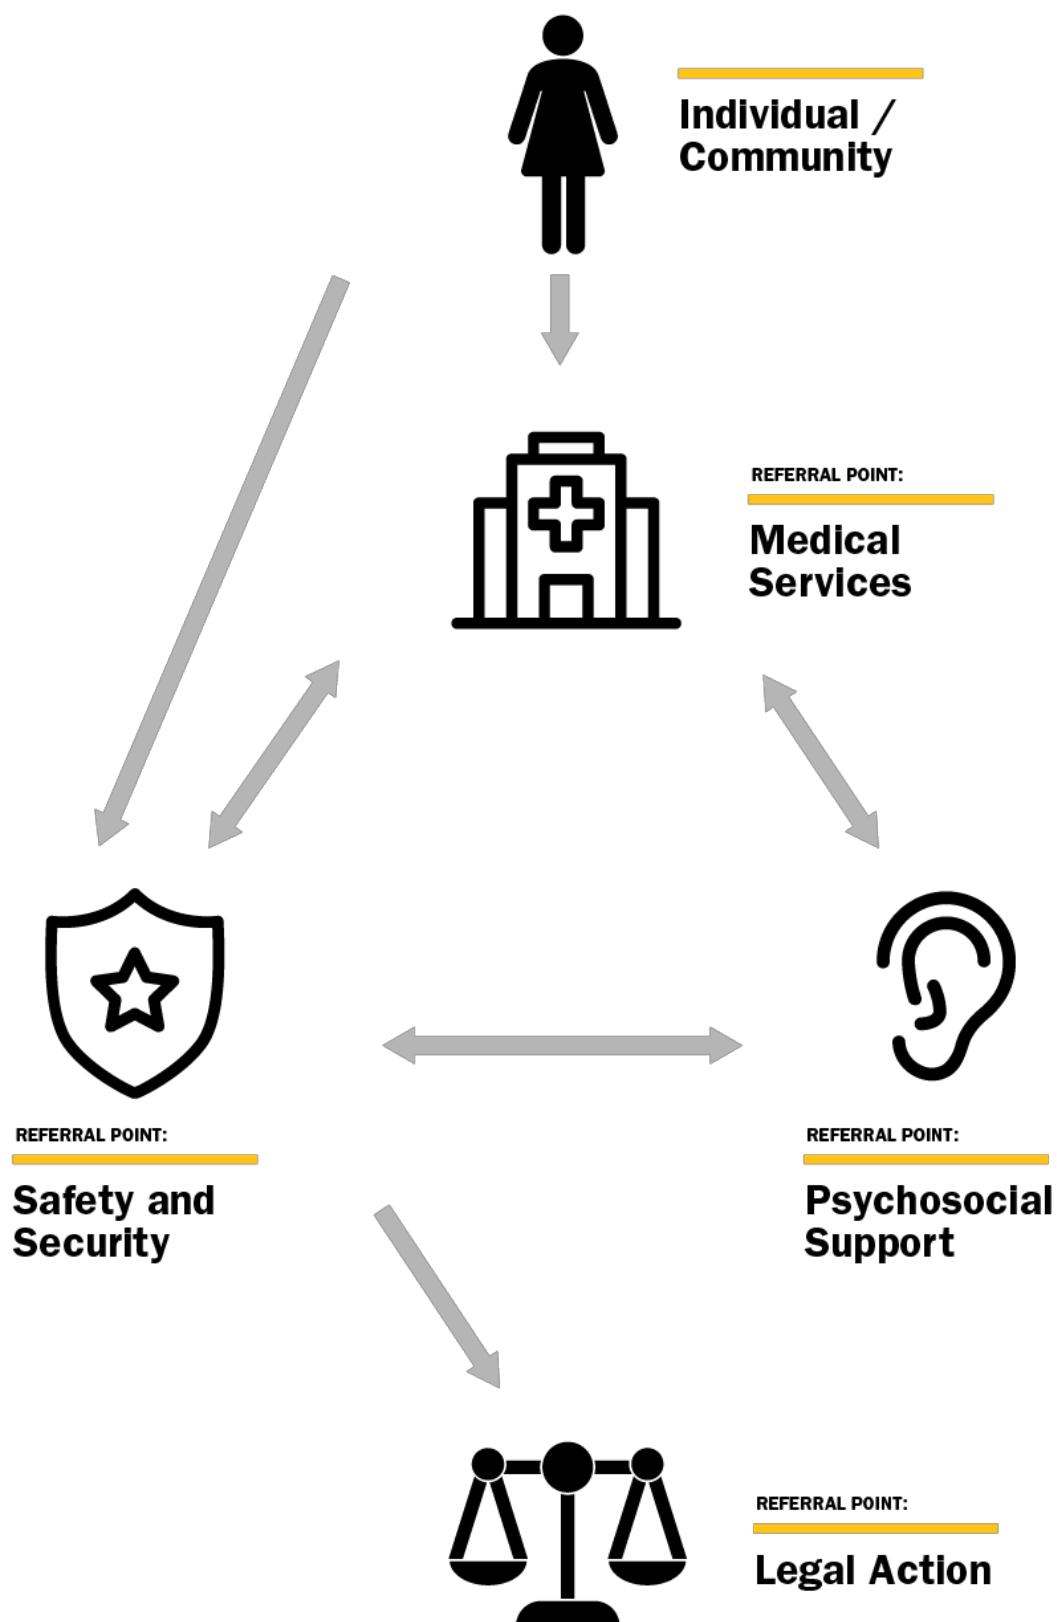 Individual /
Community
REFERRAL POINT:
Medical
Services
REFERRAL POINT:
Safety and
Security
REFERRAL POINT:
Psychosocial
Support
REFERRAL POINT:
Legal Action